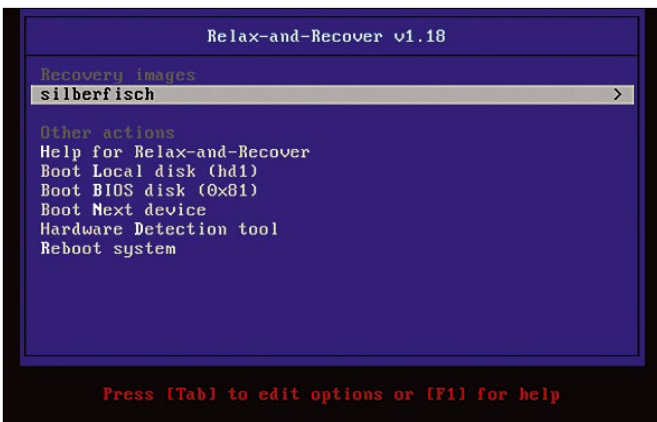 Relax-and-Recover v1.18
Recovery images
silberfisch >
Other actions
Help for Relax-and-Recover
Boot Local disk (hd1)
Boot BIOS disk (0x81)
Boot Next device
Hardware Detection tool
Reboot system
Press [Tab] to edit options or [F1] for help